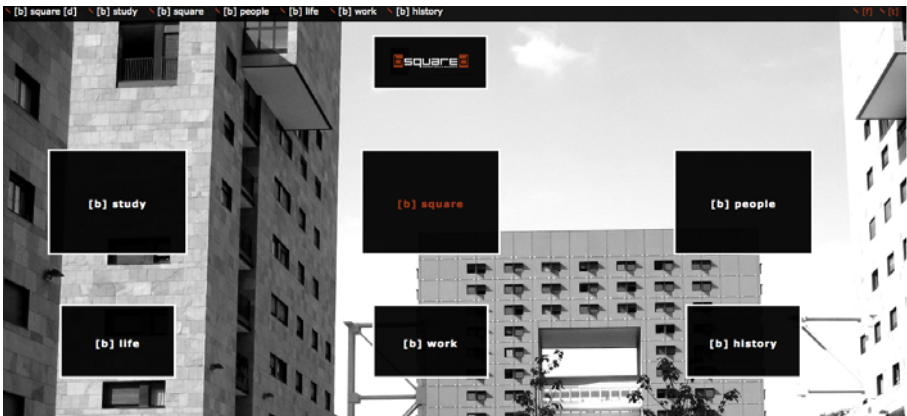 [b] square [d] [b] study [b] square [b] people [b] life [b] work [b] history [f] [t]
square
[b] study [b] square [b] people
[b] life [b] work [b] history